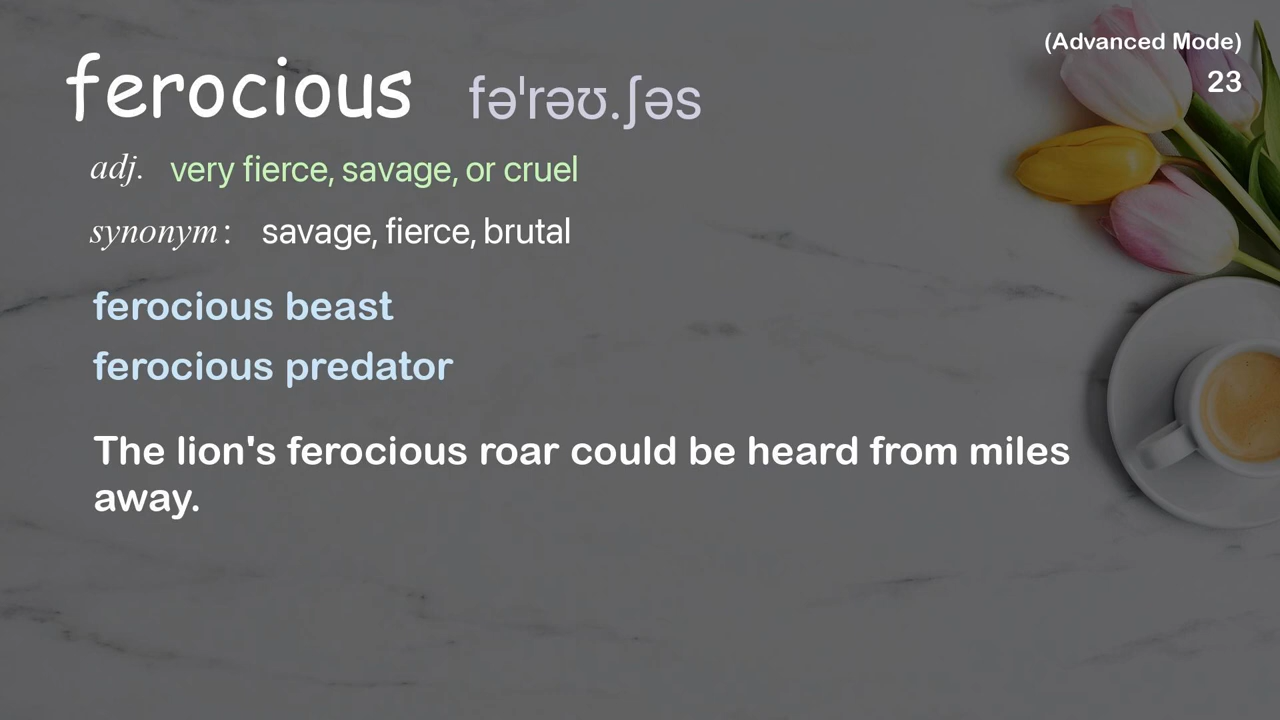 (Advanced Mode)
23
ferocious fəˈrəʊ.ʃəs
adj. very fierce, savage, or cruel
synonym: savage, fierce, brutal
ferocious beast
ferocious predator
The lion's ferocious roar could be heard from miles
away.